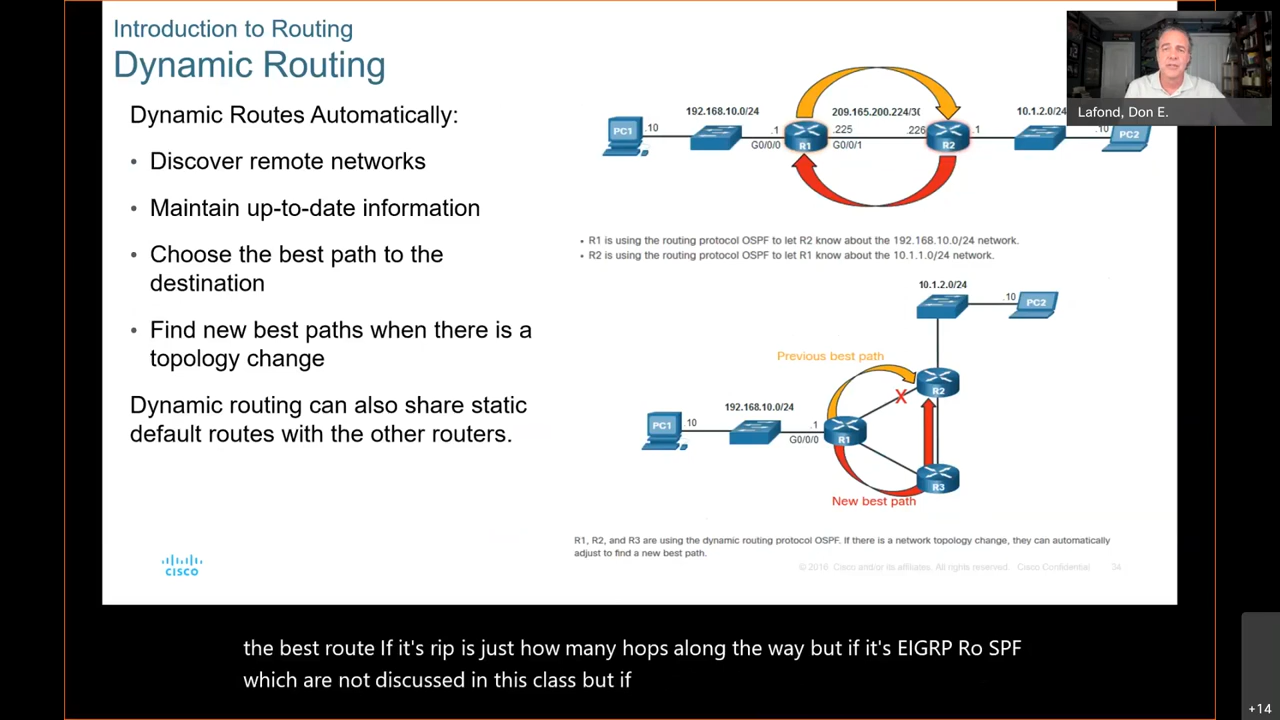 Introduction to Routing
Dynamic Routing
Dynamic Routes Automatically:
• Discover remote networks
• Maintain up-to-date information
• Choose the best path to the
destination
• Find new best paths when there is a
topology change
Dynamic routing can also share static
default routes with the other routers.
192.168.10.0/24
209.165.200.224/30
10.1.2.0/24
PC1
.10
.1
G0/0/0
R1
.225
G0/0/1
.226
R2
.1
.10
PC2
• R1 is using the routing protocol OSPF to let R2 know about the 192.168.10.0/24 network.
• R2 is using the routing protocol OSPF to let R1 know about the 10.1.1.0/24 network.
10.1.2.0/24
.10
PC2
Previous best path
X
R2
192.168.10.0/24
PC1
10
.1
G0/0/0
R1
R3
New best path
R1, R2, and R3 are using the dynamic routing protocol OSPF. If there is a network topology change, they can automatically
adjust to find a new best path.
CISCO
© 2016 Cisco and/or its affiliates. All rights reserved. Cisco Confidential 34
Lafond, Don E.
the best route If it's rip is just how many hops along the way but if it's EIGRP Ro SPF
which are not discussed in this class but if
+14